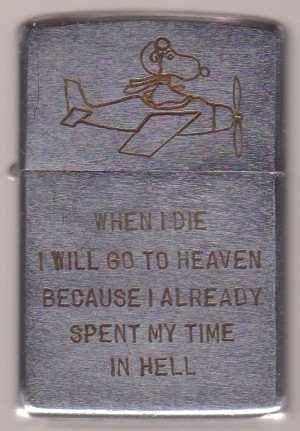 WHEN I DIE
I WILL GO TO HEAVEN
BECAUSE I ALREADY
SPENT MY TIME
IN HELL